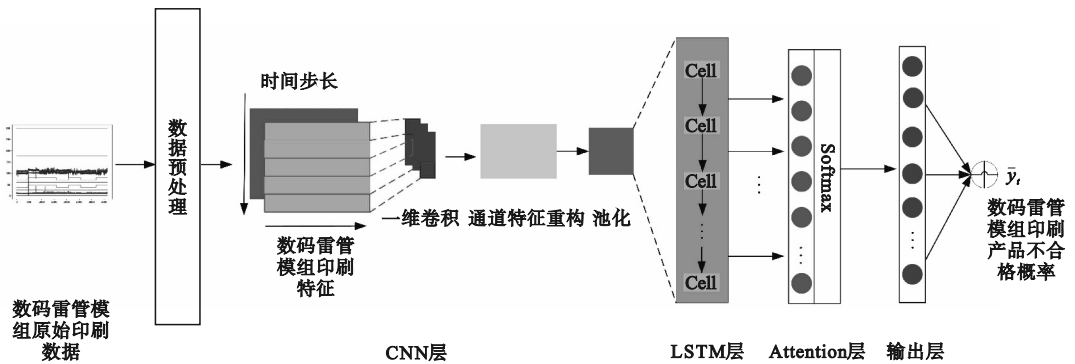 数码雷管模
组原始印刷
数据
数
据
预
处
理
时间步长
数码雷管
模组印刷
特征
一维卷积
通道特征重构
池化
CNN层
Cell
Cell
Cell
⋮
⋮
Cell
LSTM层
⋯
⋯
Softmax
Attention层
⋯
输出层
ȳₜ
数码雷管
模组印刷
产品不合
格概率